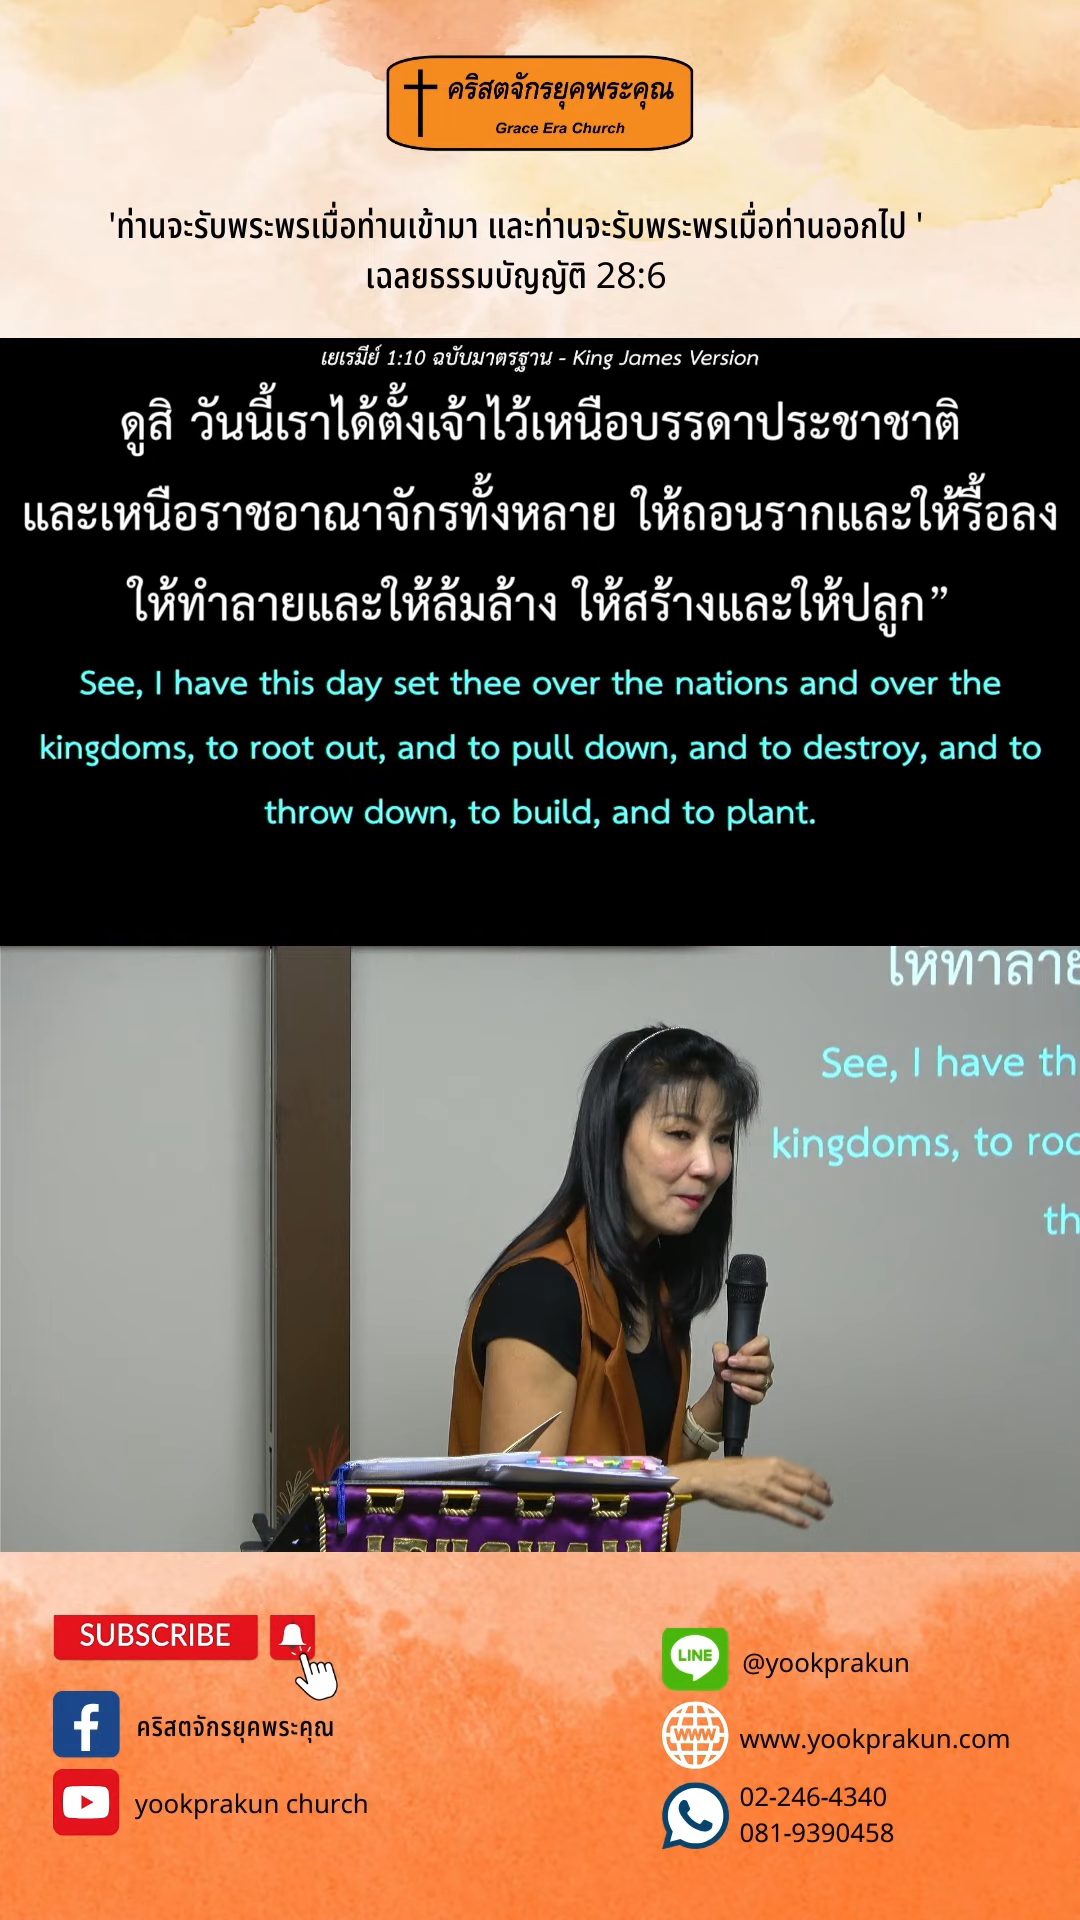 คริสตจักรยุคพระคุณ
Grace Era Church
'ท่านจะรับพระพรเมื่อท่านเข้ามา และท่านจะรับพระพรเมื่อท่านออกไป '
เฉลยธรรมบัญญัติ 28:6
เยเรมีย์ 1:10 ฉบับมาตรฐาน - King James Version
ดูสิ วันนี้เราได้ตั้งเจ้าไว้เหนือบรรดาประชาชาติ
และเหนือราชอาณาจักรทั้งหลาย ให้ถอนรากและให้รื้อลง
ให้ทำลายและให้ล้มล้าง ให้สร้างและให้ปลูก”
See, I have this day set thee over the nations and over the
kingdoms, to root out, and to pull down, and to destroy, and to
throw down, to build, and to plant.
ให้ทำลาย
See, I have th
kingdoms, to roo
th
SUBSCRIBE
คริสตจักรยุคพระคุณ
yookprakun church
LINE
@yookprakun
WWW
www.yookprakun.com
02-246-4340
081-9390458